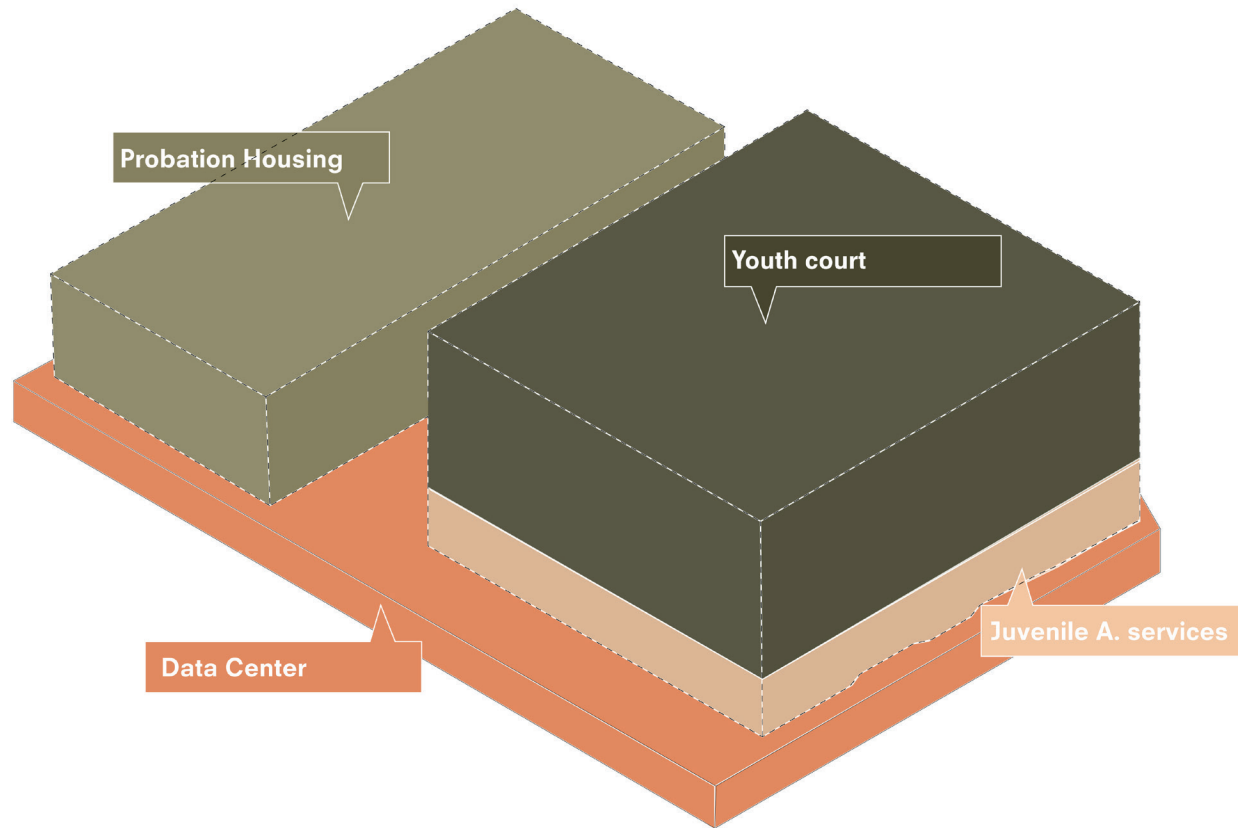 Probation Housing
Youth court
Juvenile A. services
Data Center